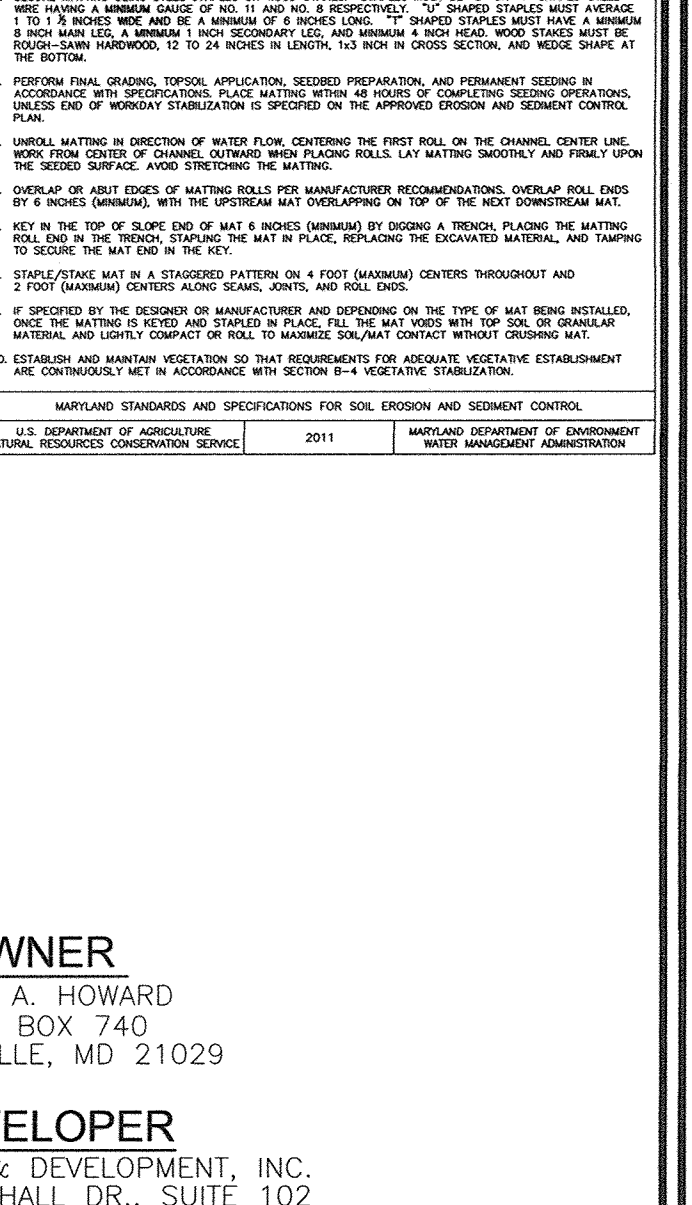 WIRE HAVING A MINIMUM GAUGE OF NO. 11 AND NO. 8 RESPECTIVELY. "U" SHAPED STAPLES MUST AVERAGE
1 TO 1 ½ INCHES WIDE AND BE A MINIMUM OF 6 INCHES LONG. "T" SHAPED STAPLES MUST HAVE A MINIMUM
8 INCH MAIN LEG, A MINIMUM 1 INCH SECONDARY LEG, AND MINIMUM 4 INCH HEAD. WOOD STAKES MUST BE
ROUGH-SAWN HARDWOOD, 12 TO 24 INCHES IN LENGTH, 1x3 INCH IN CROSS SECTION, AND WEDGE SHAPE AT
THE BOTTOM.
. PERFORM FINAL GRADING, TOPSOIL APPLICATION, SEEDBED PREPARATION, AND PERMANENT SEEDING IN
ACCORDANCE WITH SPECIFICATIONS. PLACE MATTING WITHIN 48 HOURS OF COMPLETING SEEDING OPERATIONS,
UNLESS END OF WORKDAY STABILIZATION IS SPECIFIED ON THE APPROVED EROSION AND SEDIMENT CONTROL
PLAN.
. UNROLL MATTING IN DIRECTION OF WATER FLOW, CENTERING THE FIRST ROLL ON THE CHANNEL CENTER LINE.
WORK FROM CENTER OF CHANNEL OUTWARD WHEN PLACING ROLLS. LAY MATTING SMOOTHLY AND FIRMLY UPON
THE SEEDED SURFACE. AVOID STRETCHING THE MATTING.
. OVERLAP OR ABUT EDGES OF MATTING ROLLS PER MANUFACTURER RECOMMENDATIONS. OVERLAP ROLL ENDS
BY 6 INCHES (MINIMUM), WITH THE UPSTREAM MAT OVERLAPPING ON TOP OF THE NEXT DOWNSTREAM MAT.
. KEY IN THE TOP OF SLOPE END OF MAT 6 INCHES (MINIMUM) BY DIGGING A TRENCH, PLACING THE MATTING
ROLL END IN THE TRENCH, STAPLING THE MAT IN PLACE, REPLACING THE EXCAVATED MATERIAL, AND TAMPING
TO SECURE THE MAT END IN THE KEY.
. STAPLE/STAKE MAT IN A STAGGERED PATTERN ON 4 FOOT (MAXIMUM) CENTERS THROUGHOUT AND
2 FOOT (MAXIMUM) CENTERS ALONG SEAMS, JOINTS, AND ROLL ENDS.
. IF SPECIFIED BY THE DESIGNER OR MANUFACTURER AND DEPENDING ON THE TYPE OF MAT BEING INSTALLED,
ONCE THE MATTING IS KEYED AND STAPLED IN PLACE, FILL THE MAT VOIDS WITH TOP SOIL OR GRANULAR
MATERIAL AND LIGHTLY COMPACT OR ROLL TO MAXIMIZE SOIL/MAT CONTACT WITHOUT CRUSHING MAT.
. ESTABLISH AND MAINTAIN VEGETATION SO THAT REQUIREMENTS FOR ADEQUATE VEGETATIVE ESTABLISHMENT
ARE CONTINUOUSLY MET IN ACCORDANCE WITH SECTION B-4 VEGETATIVE STABILIZATION.
MARYLAND STANDARDS AND SPECIFICATIONS FOR SOIL EROSION AND SEDIMENT CONTROL
U.S. DEPARTMENT OF AGRICULTURE
TURAL RESOURCES CONSERVATION SERVICE
2011
MARYLAND DEPARTMENT OF ENVIRONMENT
WATER MANAGEMENT ADMINISTRATION
WNER
A. HOWARD
BOX 740
LLE, MD 21029
ELOPER
& DEVELOPMENT, INC.
HALL DR., SUITE 102